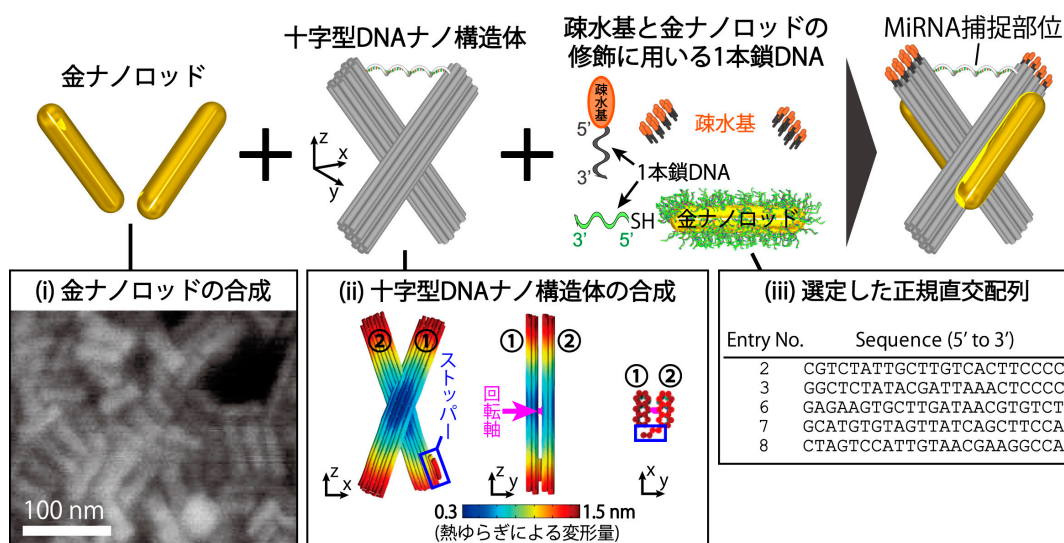 金ナノロッド
十字型DNAナノ構造体
疎水基と金ナノロッドの
修飾に用いる1本鎖DNA
MiRNA捕捉部位
疎水基
5’
3’
疎水基
1本鎖DNA
3’ 5’
SH
金ナノロッド
z
x
y
(i) 金ナノロッドの合成
100 nm
(ii) 十字型DNAナノ構造体の合成
② ①
ストッパー
① ②
回転軸
① ②
z
x
z
y
x
y
0.3 1.5 nm
(熱ゆらぎによる変形量)
(iii) 選定した正規直交配列
Entry No. Sequence (5’ to 3’)
2 CGTCTATTGCTTGTCACTTCCCC
3 GGCTCTATACGATTAAACTCCCC
6 GAGAAGTGCTTGATAACGTGTCT
7 GCATGTGTAGTTATCAGCTTCCA
8 CTAGTCCATTGTAACGAAGGCCA